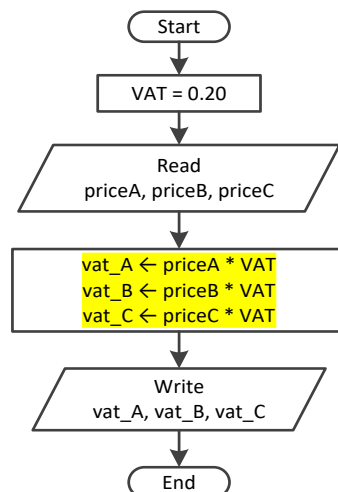 Start
VAT = 0.20
Read
priceA, priceB, priceC
vat_A ← priceA * VAT
vat_B ← priceB * VAT
vat_C ← priceC * VAT
Write
vat_A, vat_B, vat_C
End